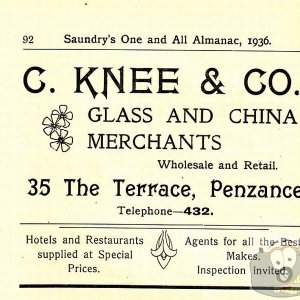 92 Saundry's One and All Almanac, 1936.
C. KNEE & CO.
GLASS AND CHINA
MERCHANTS
Wholesale and Retail.
35 The Terrace, Penzance
Telephone—432.
Hotels and Restaurants
supplied at Special
Prices.
Agents for all the Best
Makes.
Inspection invited.